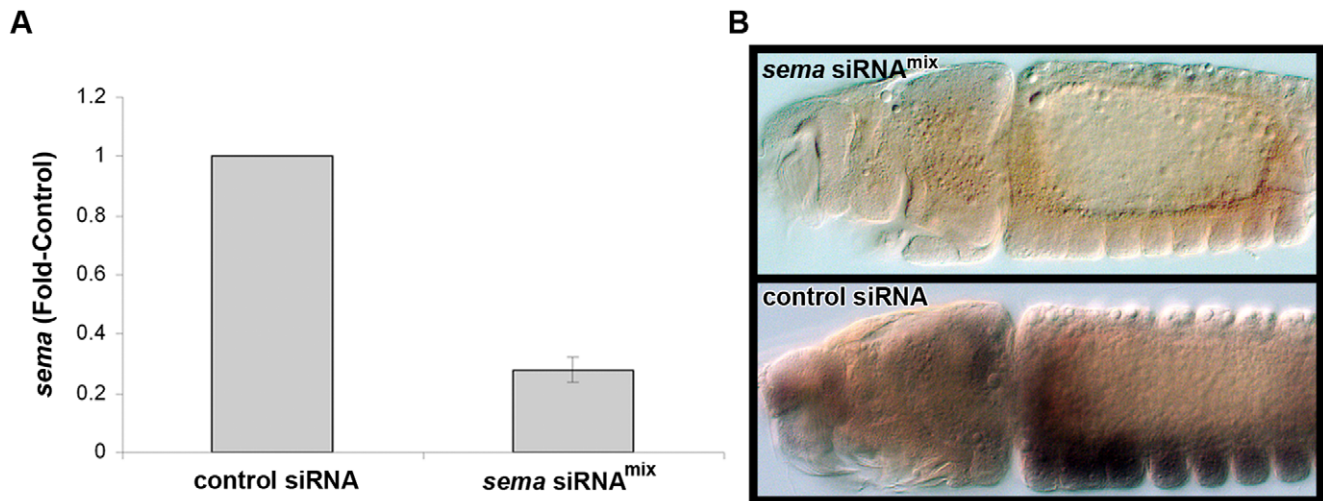 A
sema (Fold-Control)
1.2
1
0.8
0.6
0.4
0.2
0
control siRNA
sema siRNAmix
B
sema siRNAmix
control siRNA